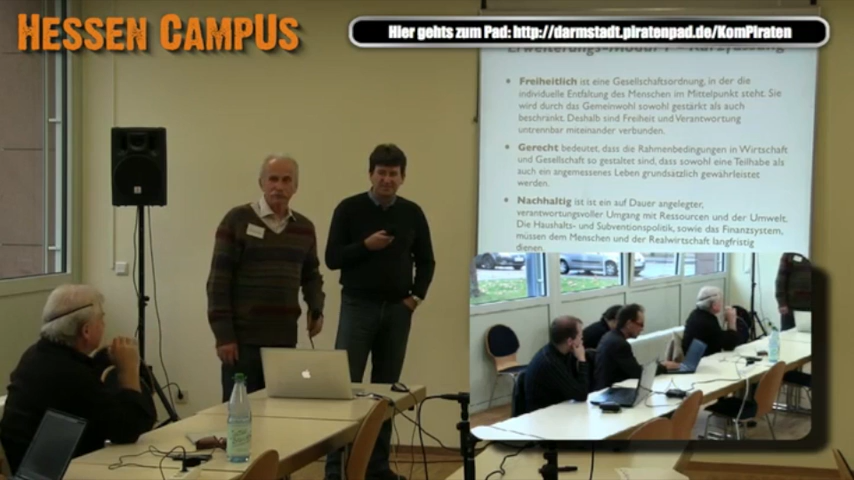 HESSEN CAMPUS
Hier gehts zum Pad: http://darmstadt.piratenpad.de/KomPiraten
Erweiterungs-Modul 1 - Kurzfassung
• Freiheitlich ist eine Gesellschaftsordnung, in der die
individuelle Entfaltung des Menschen im Mittelpunkt steht. Sie
wird durch das Gemeinwohl sowohl gestärkt als auch
beschränkt. Deshalb sind Freiheit und Verantwortung
untrennbar miteinander verbunden.
• Gerecht bedeutet, dass die Rahmenbedingungen in Wirtschaft
und Gesellschaft so gestaltet sind, dass sowohl eine Teilhabe als
auch ein angemessenes Leben grundsätzlich gewährleistet
werden.
• Nachhaltig ist ist ein auf Dauer angelegter,
verantwortungsvoller Umgang mit Ressourcen und der Umwelt.
Die Haushalts- und Subventionspolitik, sowie das Finanzsystem,
müssen dem Menschen und der Realwirtschaft langfristig
dienen.